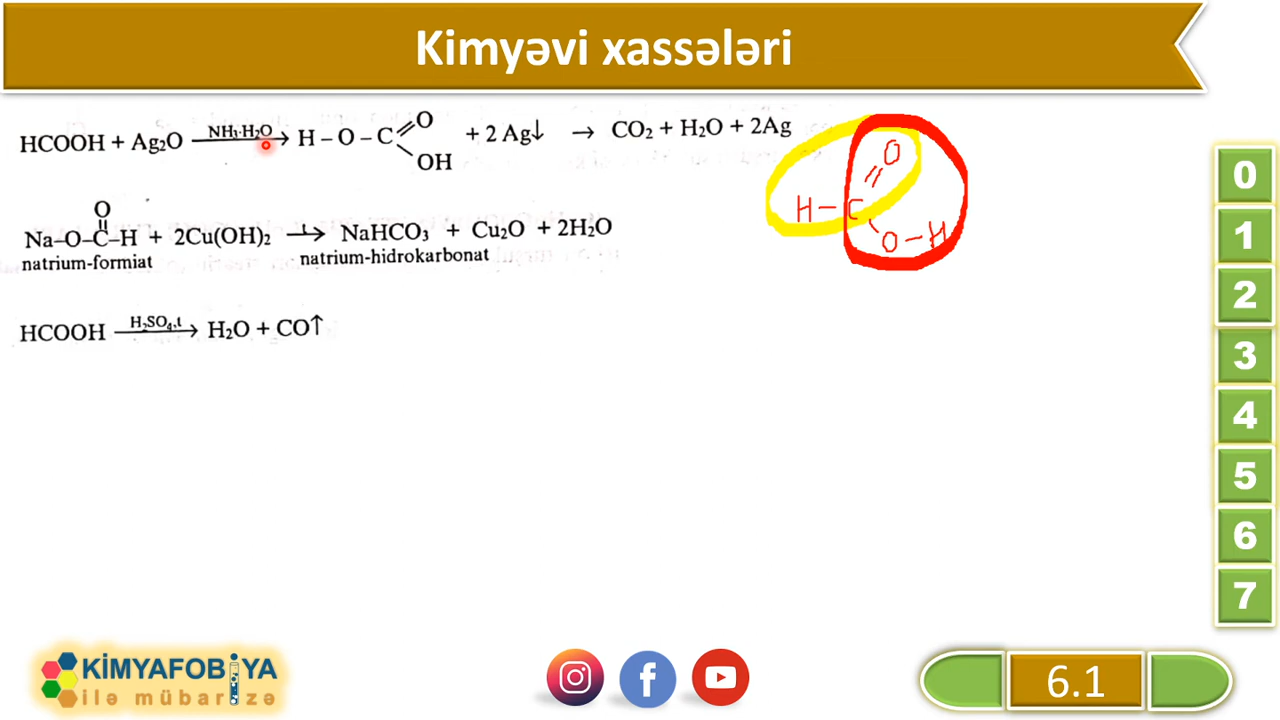 Kimyəvi xassələri
HCOOH + Ag₂O —NH₃·H₂O→ H – O – C(=O)OH + 2 Ag↓ → CO₂ + H₂O + 2Ag
H – C(=O)O – H
Na–O–C(=O)–H + 2Cu(OH)₂ —t→ NaHCO₃ + Cu₂O + 2H₂O
natrium-formiat natrium-hidrokarbonat
HCOOH —H₂SO₄,t→ H₂O + CO↑
0
1
2
3
4
5
6
7
KİMYAFOBİYA
ilə mübarizə
6.1